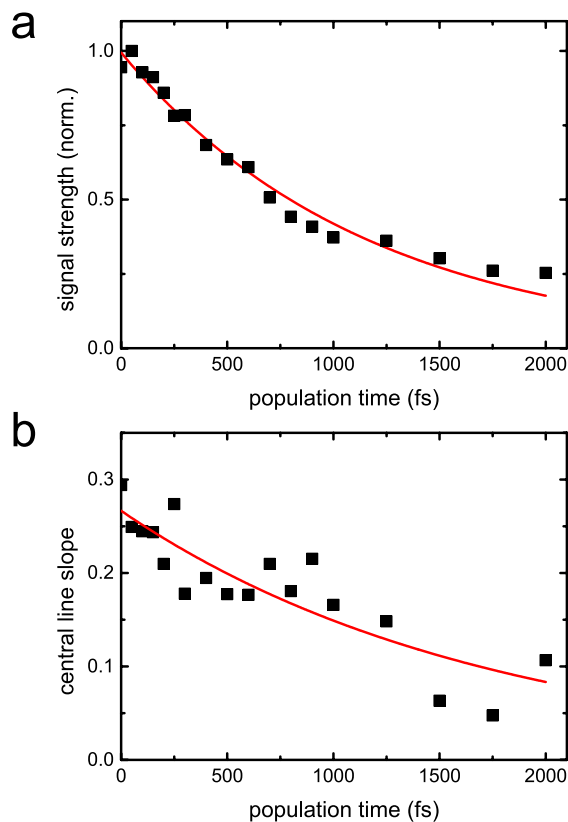 a
signal strength (norm.)
1.0
0.5
0.0
0 500 1000 1500 2000
population time (fs)
b
central line slope
0.3
0.2
0.1
0.0
0 500 1000 1500 2000
population time (fs)